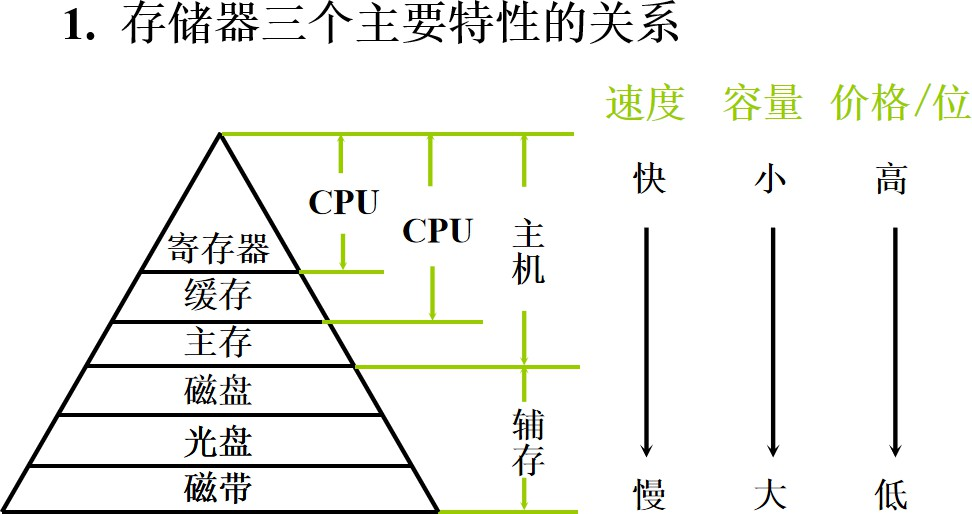 1. 存储器三个主要特性的关系
速度 容量 价格/位
快 小 高
CPU
CPU
主机
寄存器
缓存
主存
磁盘
光盘
磁带
辅存
慢 大 低